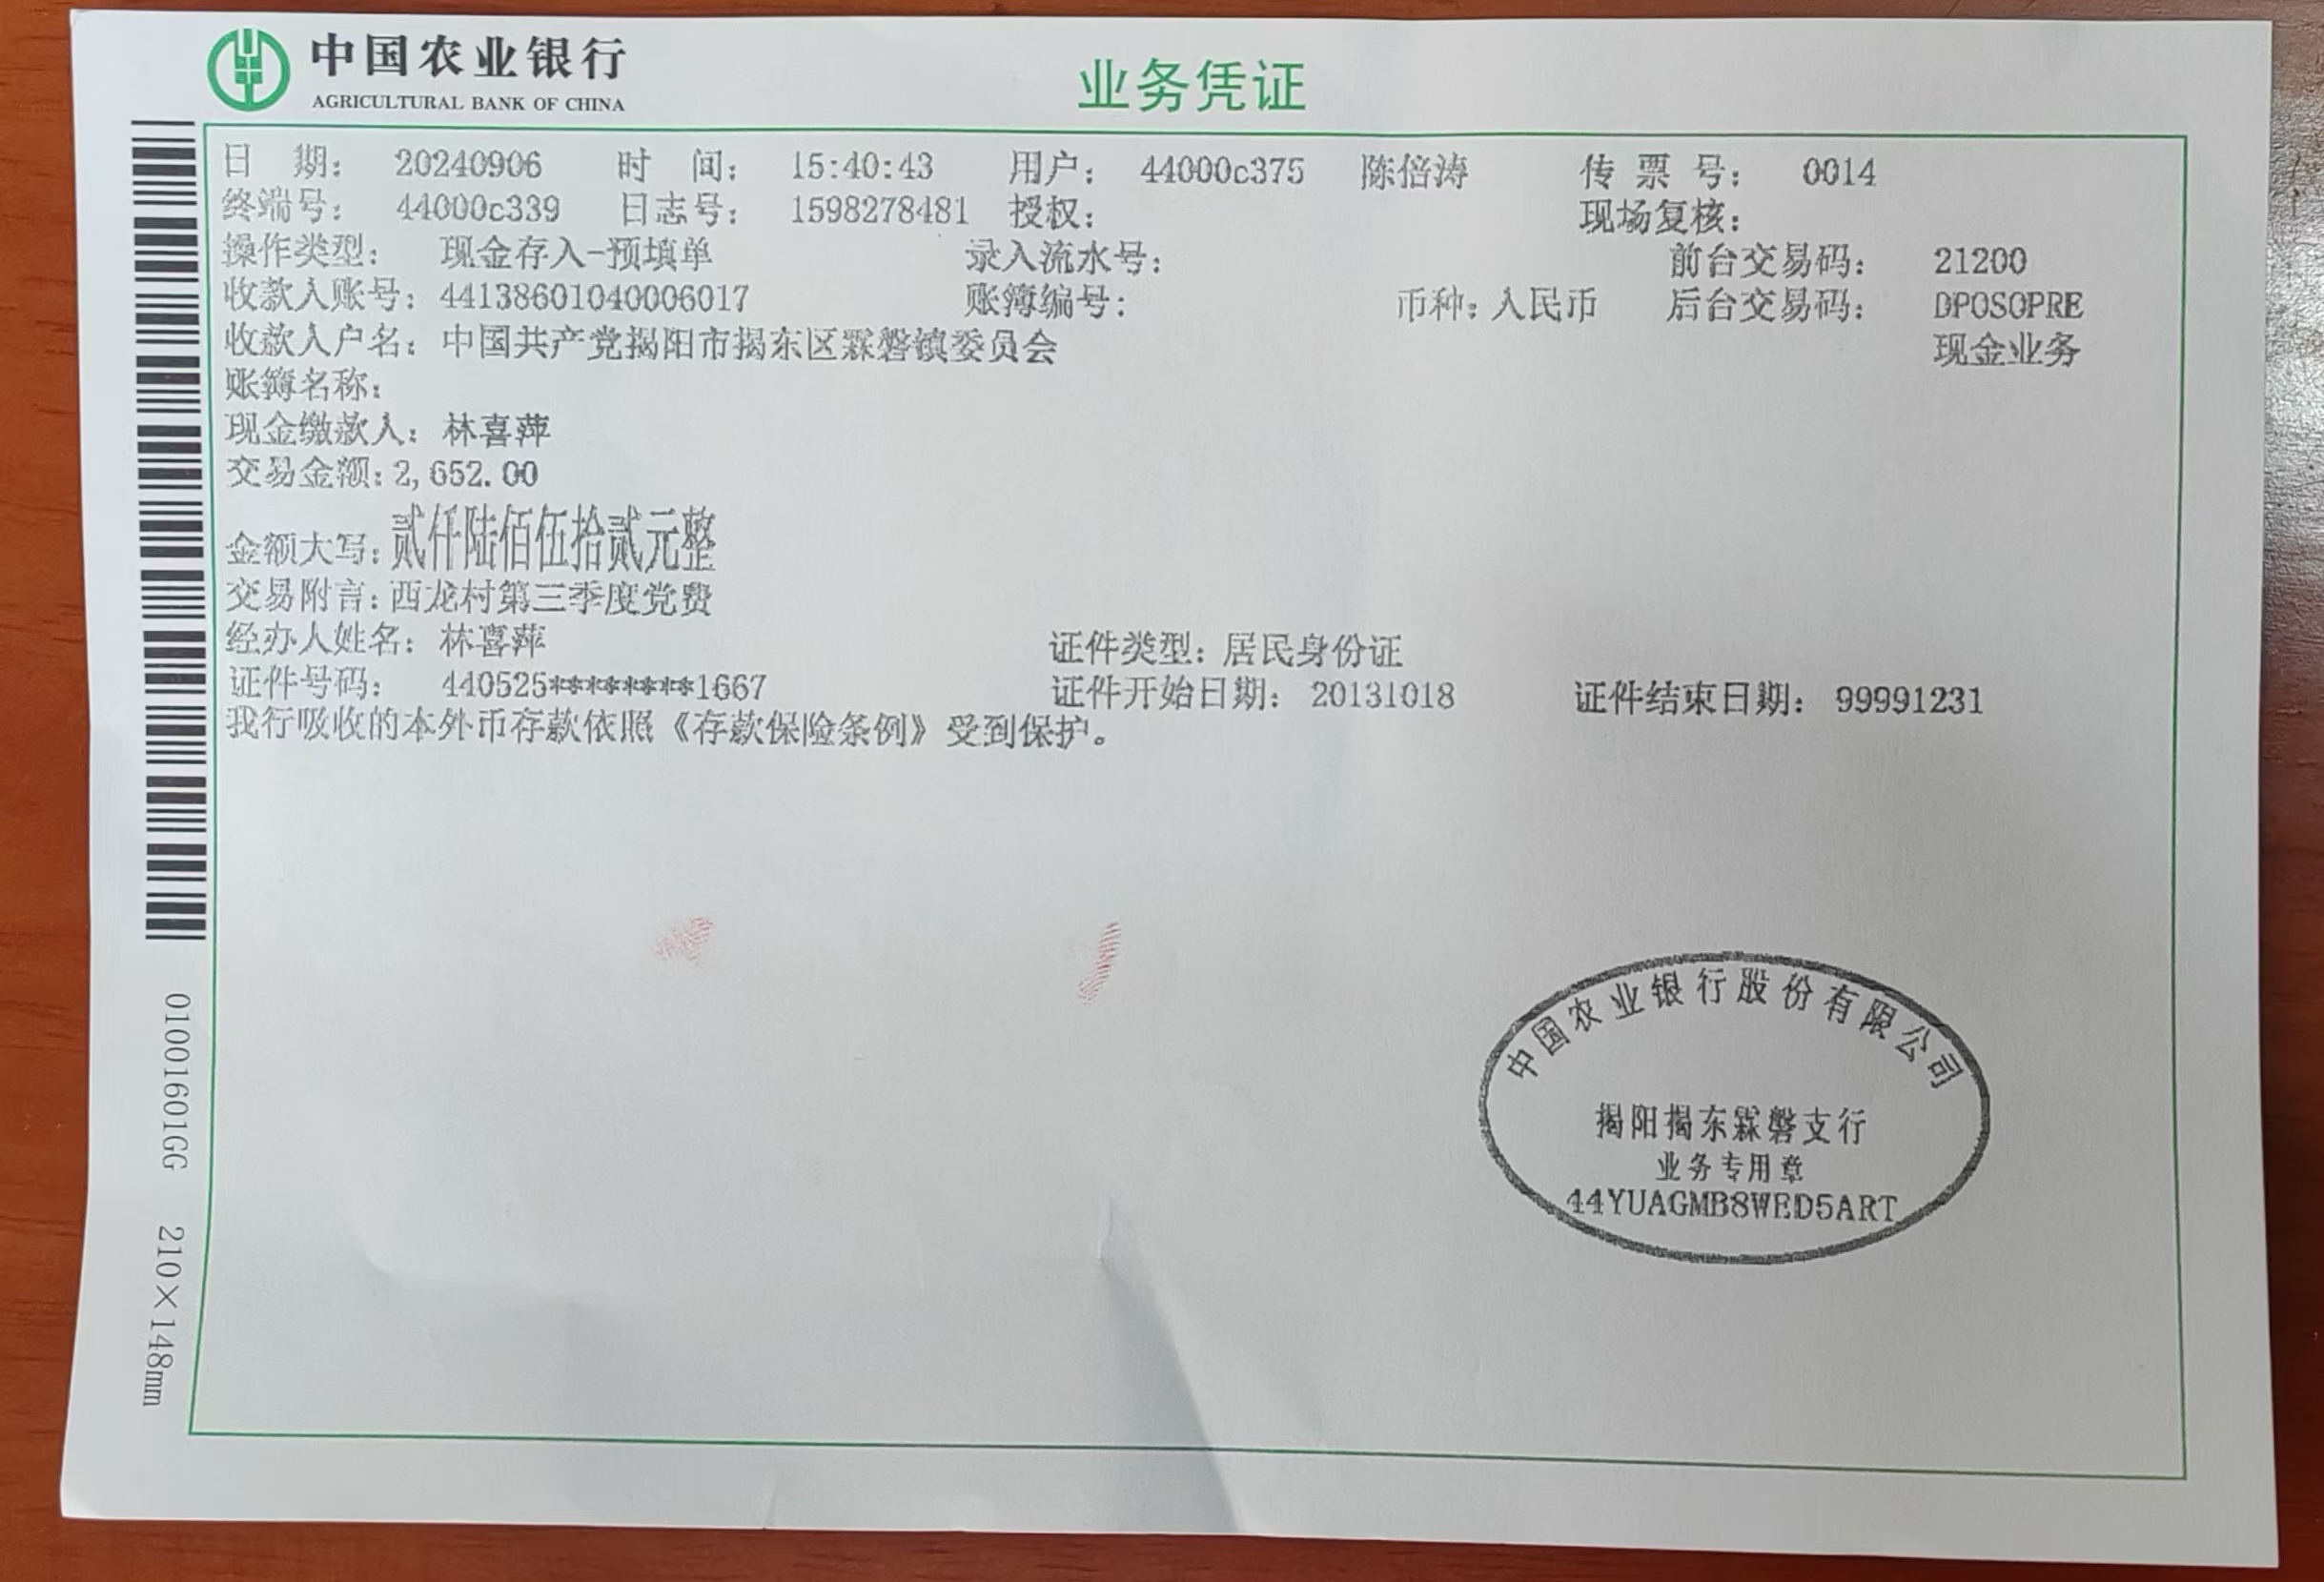 中国农业银行
AGRICULTURAL BANK OF CHINA
业务凭证
日 期： 20240906 时 间： 15:40:43 用户： 44000c375 陈倍涛 传 票 号： 0014
终端号： 44000c339 日志号： 1598278481 授权： 现场复核：
操作类型： 现金存入-预填单 录入流水号： 前台交易码： 21200
收款人账号： 44138601040006017 账簿编号： 币种：人民币 后台交易码： DPOSOPRE
收款人户名： 中国共产党揭阳市揭东区霖磐镇委员会 现金业务
账簿名称：
现金缴款人： 林喜萍
交易金额：2,652.00
金额大写：贰仟陆佰伍拾贰元整
交易附言：西龙村第三季度党费
经办人姓名： 林喜萍 证件类型：居民身份证
证件号码： 440525********1667 证件开始日期： 20131018 证件结束日期： 99991231
我行吸收的本外币存款依照《存款保险条例》受到保护。
中国农业银行股份有限公司
揭阳揭东霖磐支行
业务专用章
44YUAGMB8WED5ART
01001601GG 210×148mm